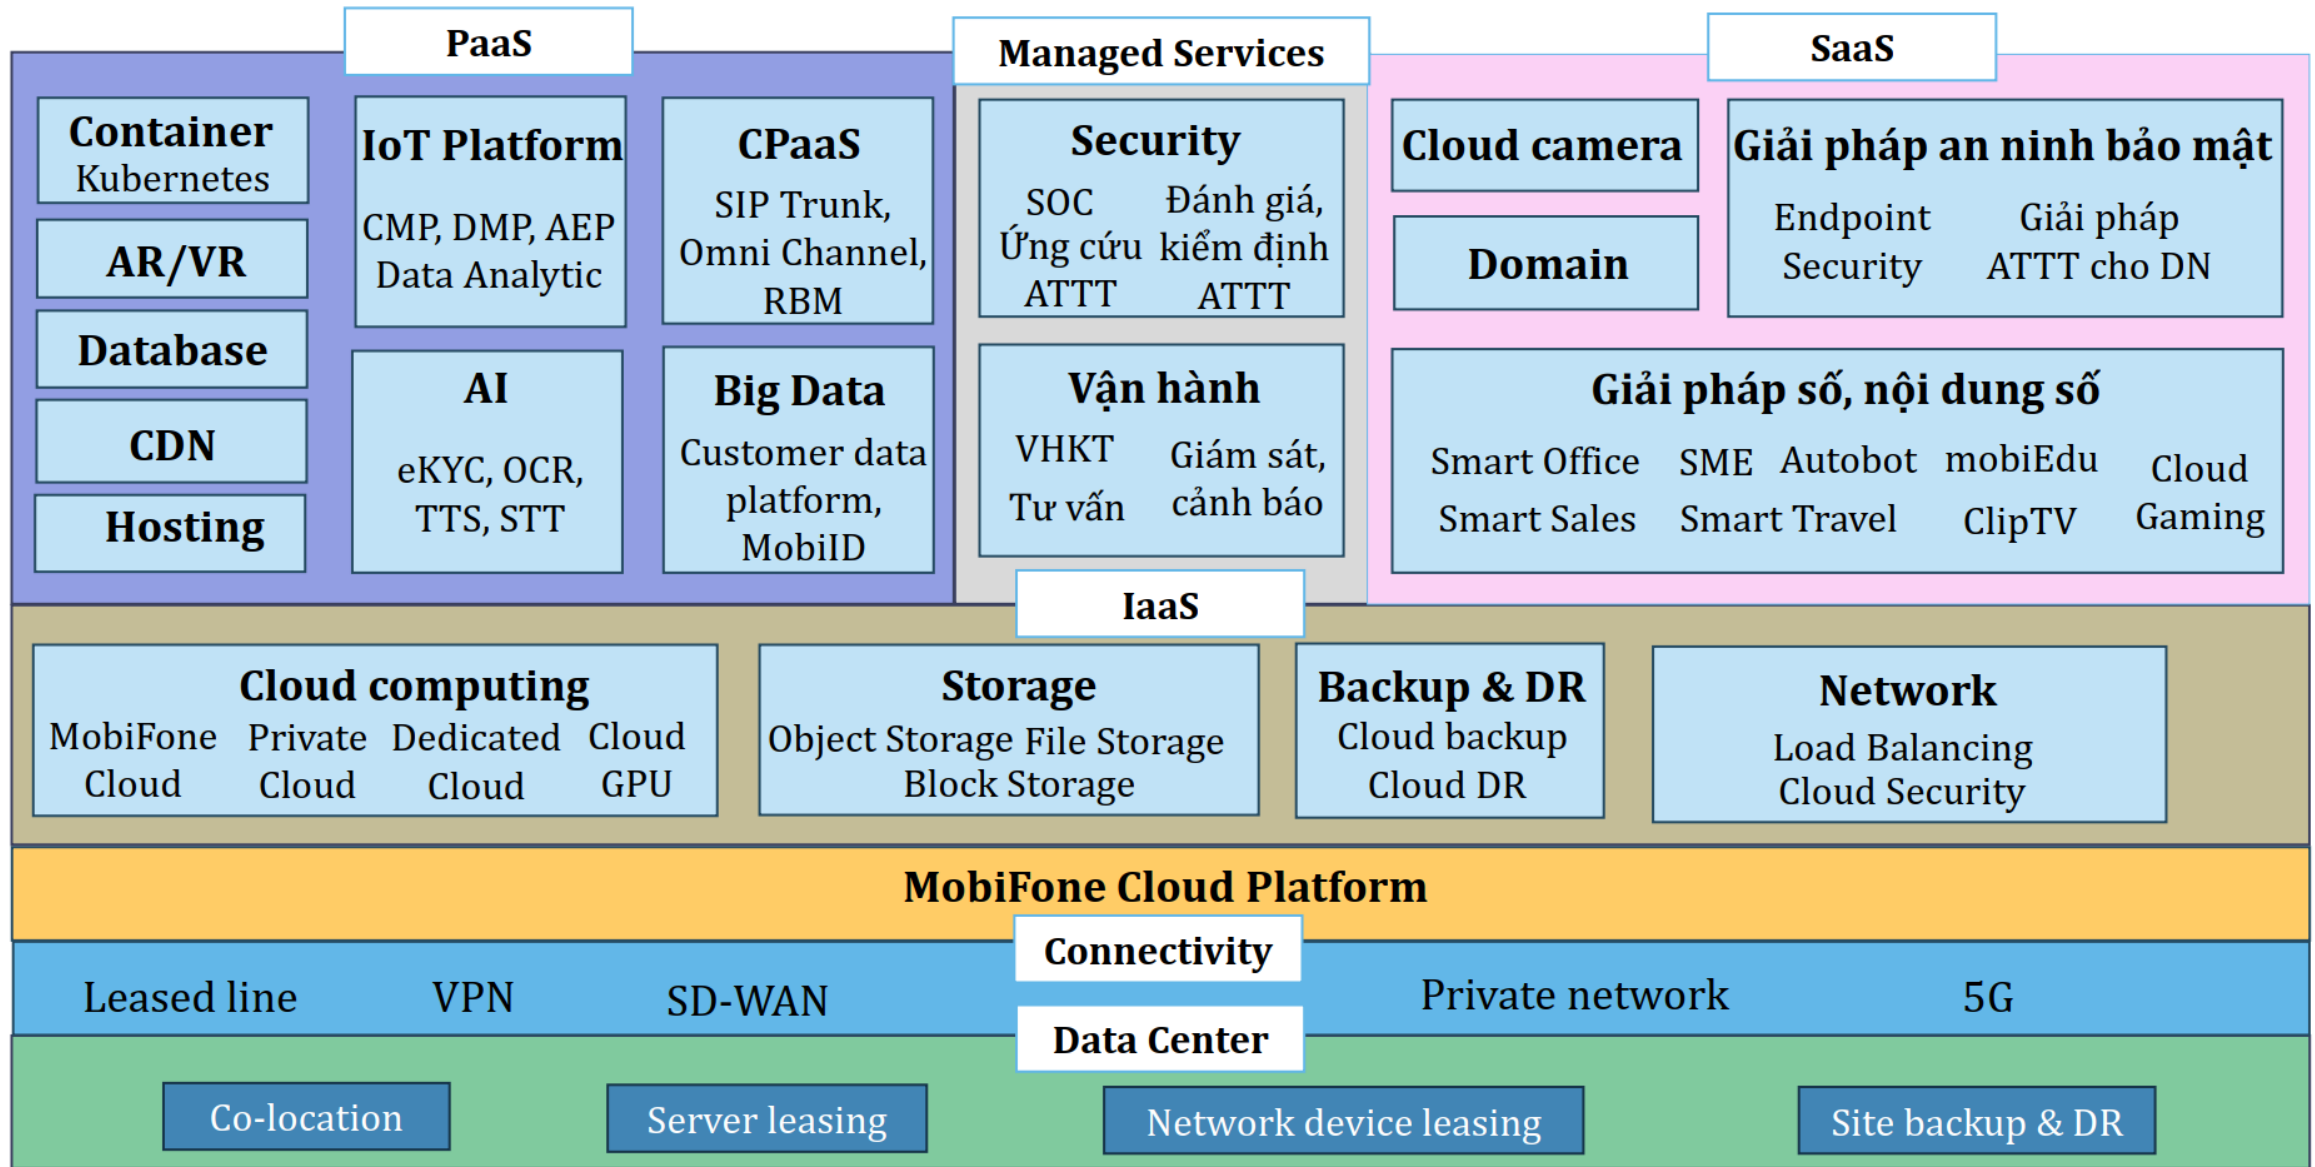 PaaS
Container
Kubernetes
AR/VR
Database
CDN
Hosting
IoT Platform
CMP, DMP, AEP
Data Analytic
AI
eKYC, OCR,
TTS, STT
CPaaS
SIP Trunk,
Omni Channel,
RBM
Big Data
Customer data
platform,
MobiID
Managed Services
Security
SOC
Ứng cứu
ATTT
Đánh giá,
kiểm định
ATTT
Vận hành
VHKT
Tư vấn
Giám sát,
cảnh báo
SaaS
Cloud camera
Domain
Giải pháp an ninh bảo mật
Endpoint
Security
Giải pháp
ATTT cho DN
Giải pháp số, nội dung số
Smart Office
SME
Autobot
mobiEdu
Cloud
Gaming
Smart Sales
Smart Travel
ClipTV
IaaS
Cloud computing
MobiFone
Cloud
Private
Cloud
Dedicated
Cloud
Cloud
GPU
Storage
Object Storage
File Storage
Block Storage
Backup & DR
Cloud backup
Cloud DR
Network
Load Balancing
Cloud Security
MobiFone Cloud Platform
Connectivity
Leased line
VPN
SD-WAN
Private network
5G
Data Center
Co-location
Server leasing
Network device leasing
Site backup & DR